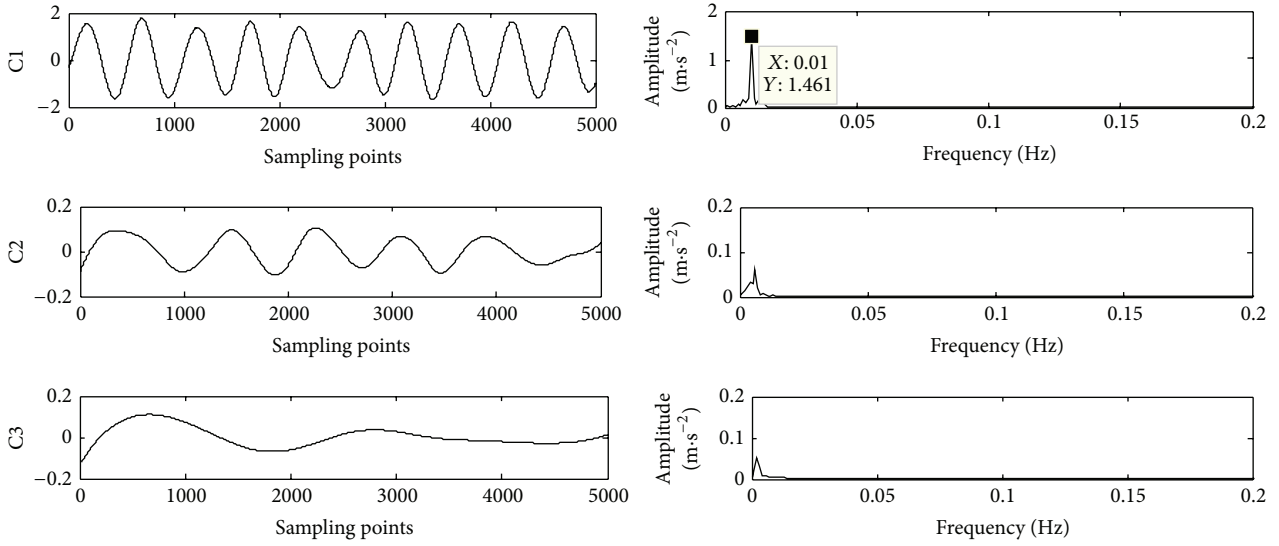 C1
2
0
−2
0 1000 2000 3000 4000 5000
Sampling points
Amplitude
(m·s−2)
2
1
0
X: 0.01
Y: 1.461
0 0.05 0.1 0.15 0.2
Frequency (Hz)
C2
0.2
0
−0.2
0 1000 2000 3000 4000 5000
Sampling points
Amplitude
(m·s−2)
0.2
0.1
0
0 0.05 0.1 0.15 0.2
Frequency (Hz)
C3
0.2
0
−0.2
0 1000 2000 3000 4000 5000
Sampling points
Amplitude
(m·s−2)
0.2
0.1
0
0 0.05 0.1 0.15 0.2
Frequency (Hz)